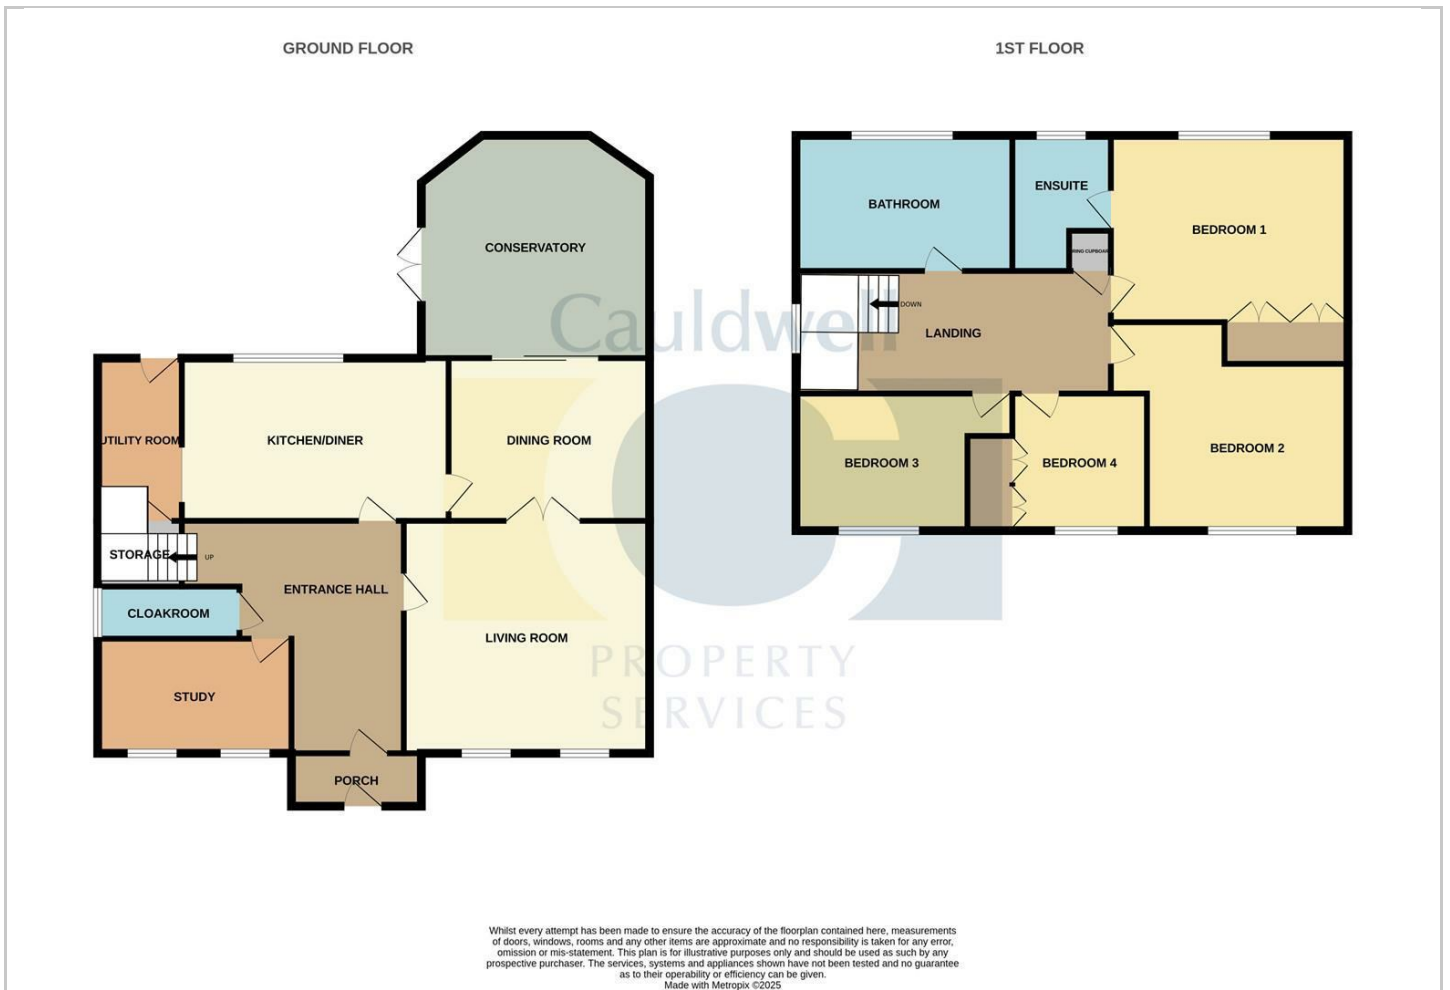 GROUND FLOOR
1ST FLOOR
CONSERVATORY
UTILITY ROOM
KITCHEN/DINER
DINING ROOM
STORAGE
UP
ENTRANCE HALL
CLOAKROOM
LIVING ROOM
STUDY
PORCH
BATHROOM
ENSUITE
BEDROOM 1
CUPBOARD
DOWN
LANDING
BEDROOM 3
BEDROOM 4
BEDROOM 2
Cauldwell
PROPERTY
SERVICES
Whilst every attempt has been made to ensure the accuracy of the floorplan contained here, measurements
of doors, windows, rooms and any other items are approximate and no responsibility is taken for any error,
omission or mis-statement. This plan is for illustrative purposes only and should be used as such by any
prospective purchaser. The services, systems and appliances shown have not been tested and no guarantee
as to their operability or efficiency can be given.
Made with Metropix ©2025